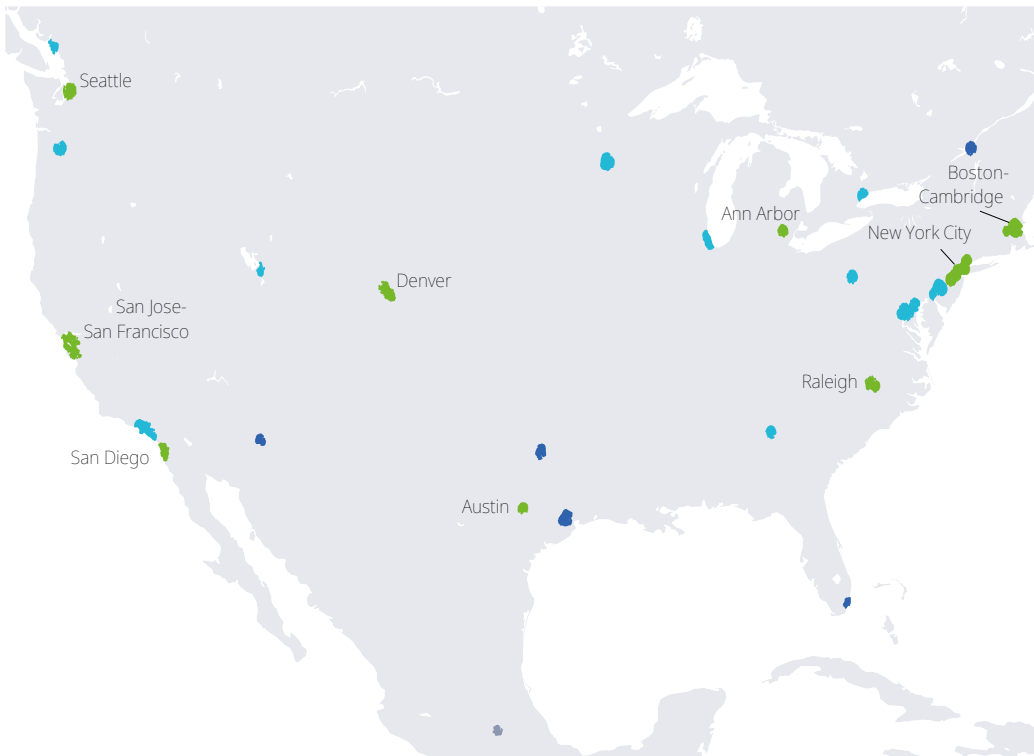 Seattle
Boston-
Cambridge
Ann Arbor
New York City
Denver
San Jose-
San Francisco
Raleigh
San Diego
Austin